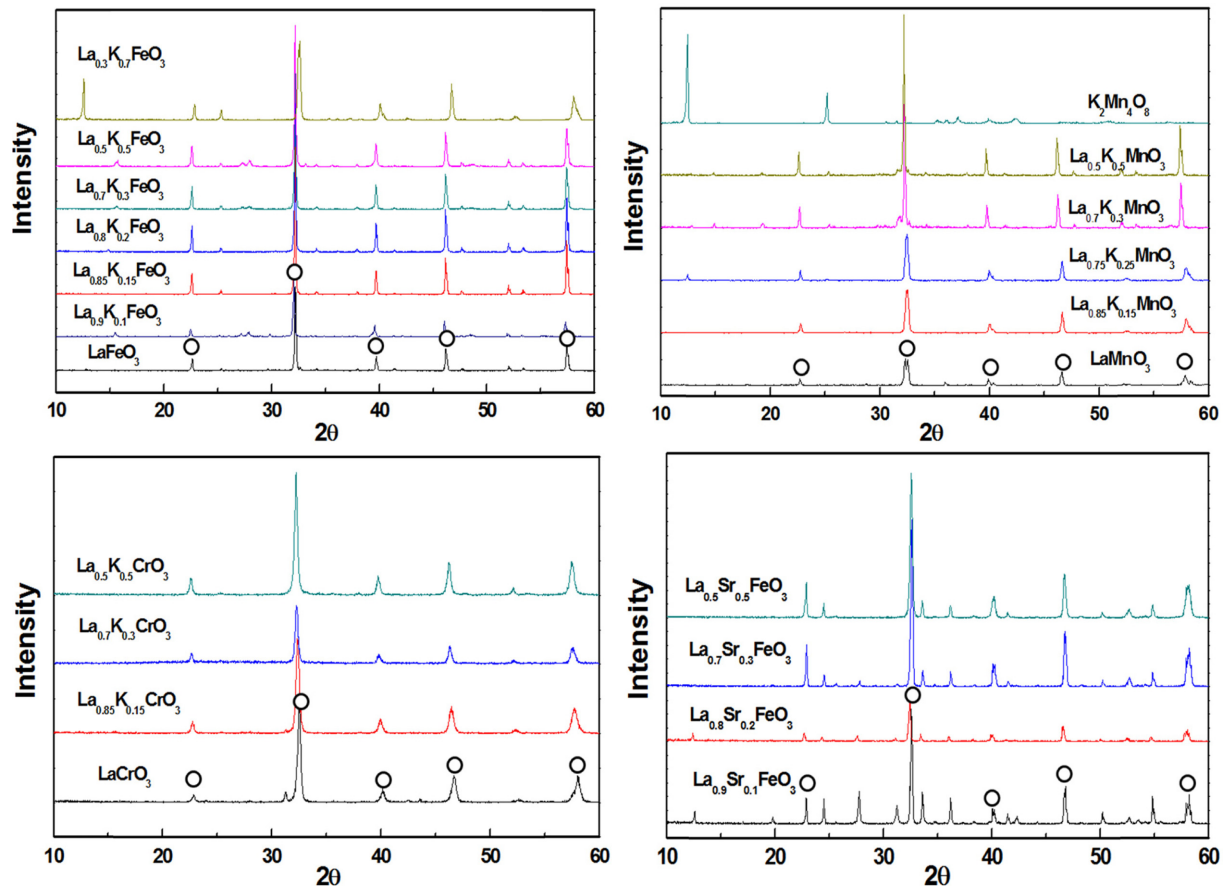 Intensity
La0.3K0.7FeO3
La0.5K0.5FeO3
La0.7K0.3FeO3
La0.8K0.2FeO3
La0.85K0.15FeO3
La0.9K0.1FeO3
LaFeO3
10 20 30 40 50 60
2θ
Intensity
K2Mn4O8
La0.5K0.5MnO3
La0.7K0.3MnO3
La0.75K0.25MnO3
La0.85K0.15MnO3
LaMnO3
10 20 30 40 50 60
2θ
Intensity
La0.5K0.5CrO3
La0.7K0.3CrO3
La0.85K0.15CrO3
LaCrO3
10 20 30 40 50 60
2θ
Intensity
La0.5Sr0.5FeO3
La0.7Sr0.3FeO3
La0.8Sr0.2FeO3
La0.9Sr0.1FeO3
10 20 30 40 50 60
2θ